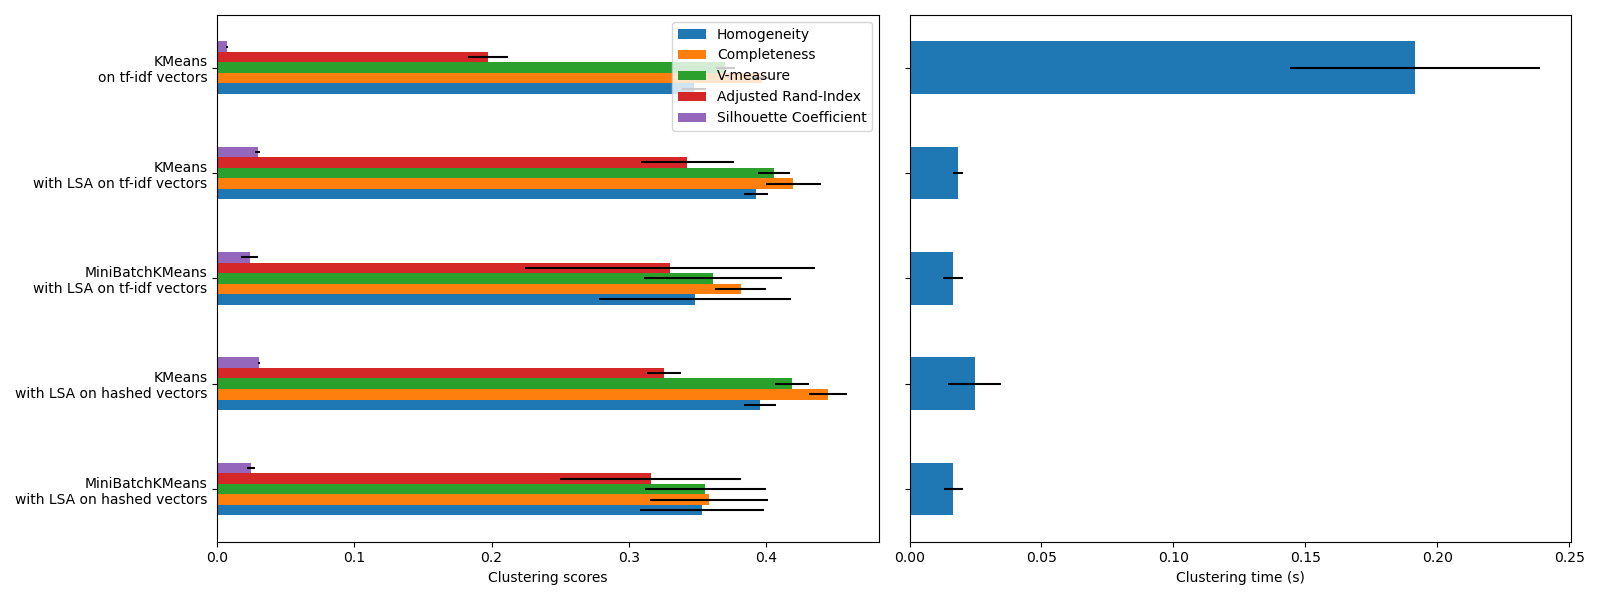 KMeans
on tf-idf vectors
KMeans
with LSA on tf-idf vectors
MiniBatchKMeans
with LSA on tf-idf vectors
KMeans
with LSA on hashed vectors
MiniBatchKMeans
with LSA on hashed vectors
Homogeneity
Completeness
V-measure
Adjusted Rand-Index
Silhouette Coefficient
0.0 0.1 0.2 0.3 0.4
Clustering scores
0.00 0.05 0.10 0.15 0.20 0.25
Clustering time (s)